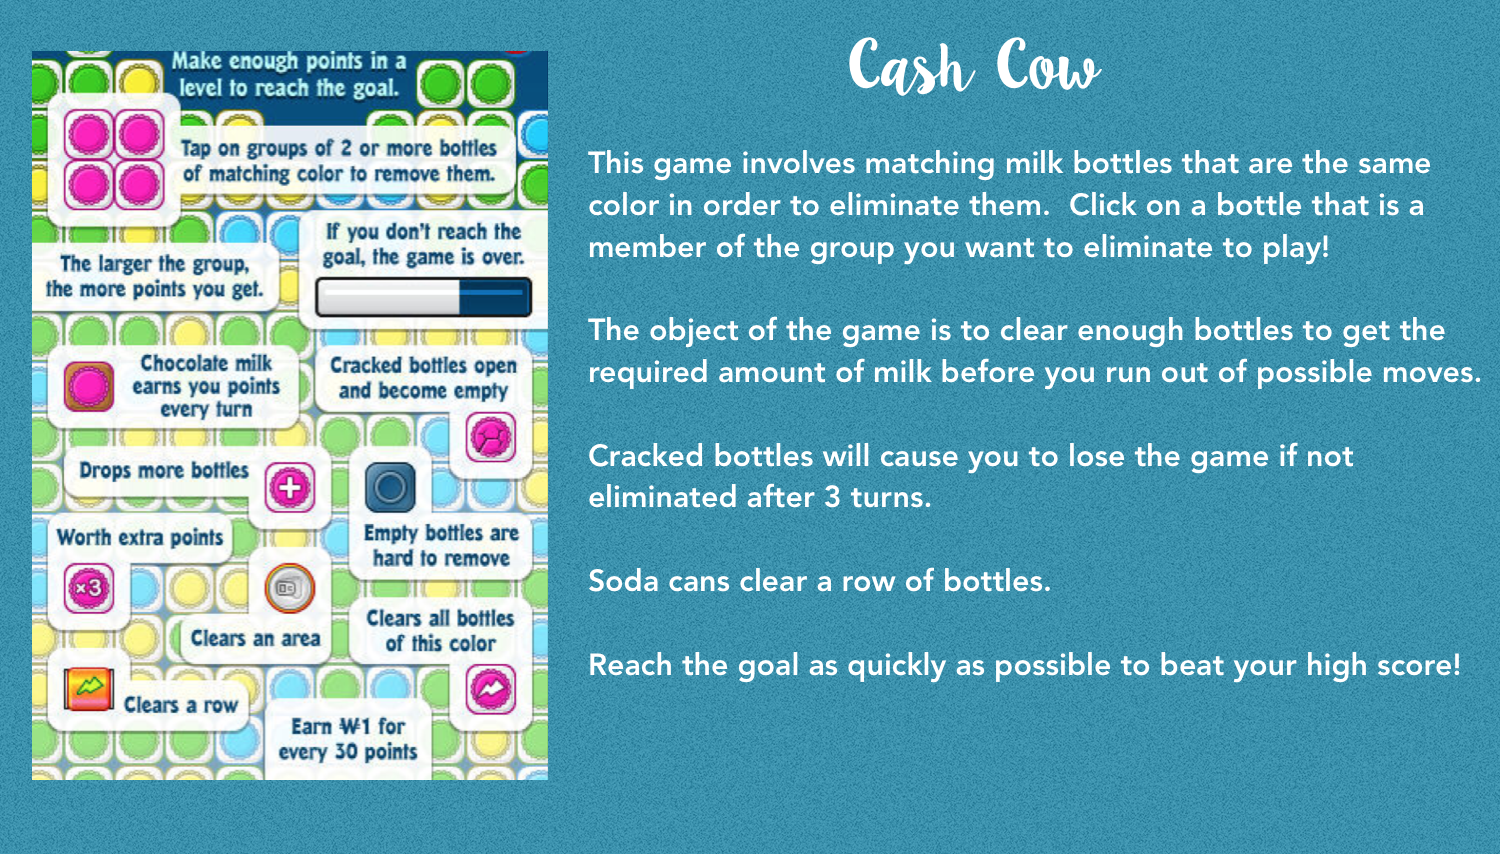 Make enough points in a
level to reach the goal.
Tap on groups of 2 or more bottles
of matching color to remove them.
If you don't reach the
goal, the game is over.
The larger the group,
the more points you get.
Chocolate milk
earns you points
every turn
Cracked bottles open
and become empty
Drops more bottles
Worth extra points
x3
Empty bottles are
hard to remove
Clears an area
Clears all bottles
of this color
Clears a row
Earn ₩1 for
every 30 points
Cash Cow
This game involves matching milk bottles that are the same
color in order to eliminate them.  Click on a bottle that is a
member of the group you want to eliminate to play!
The object of the game is to clear enough bottles to get the
required amount of milk before you run out of possible moves.
Cracked bottles will cause you to lose the game if not
eliminated after 3 turns.
Soda cans clear a row of bottles.
Reach the goal as quickly as possible to beat your high score!